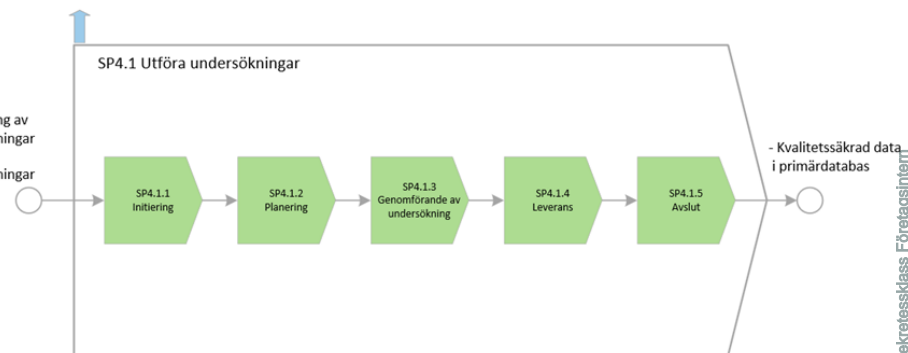 SP4.1 Utföra undersökningar
ng av
ningar
ningar
SP4.1.1
Initiering
SP4.1.2
Planering
SP4.1.3
Genomförande av
undersökning
SP4.1.4
Leverans
SP4.1.5
Avslut
- Kvalitetssäkrad data
i primärdatabas
ekretessklass Företagsintern